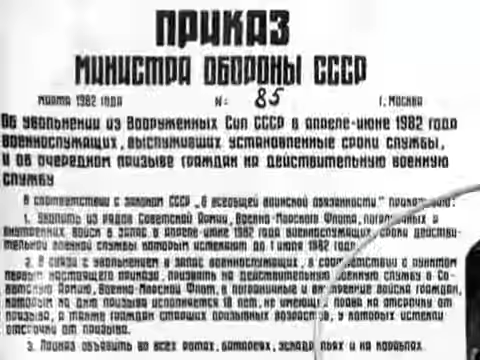 ПРИКАЗ
МИНИСТРА ОБОРОНЫ СССР
марта 1982 года № 85 г. Москва
Об увольнении из Вооруженных Сил СССР в апреле-июне 1982 года
военнослужащих, выслуживших установленные сроки службы,
и об очередном призыве граждан на действительную военную
службу
В соответствии с законом СССР „О всеобщей воинской обязанности"
1. Уволить из рядов Советской Армии, Военно-Морского Флота, и
внутренних войск в запас в апреле-июне 1982 года военнослужащих, сроки действи-
тельной военной службы которым истекают до 1 июля 1982 года.
2. В связи с увольнением в запас военнослужащих, в соответствии с пунктом
первым настоящего приказа, призвать на действительную военную службу в Со-
ветскую Армию, Военно-Морской Флот, в пограничные и внутренние войска граждан,
которым ко дню призыва исполняется 18 лет, не имеющих права на отсрочку от
призыва, а также граждан старших призывных возрастов, у которых истекли
отсрочки от призыва.
3. Приказ объявить во всех ротах, батареях, эскадрильях и на кораблях.